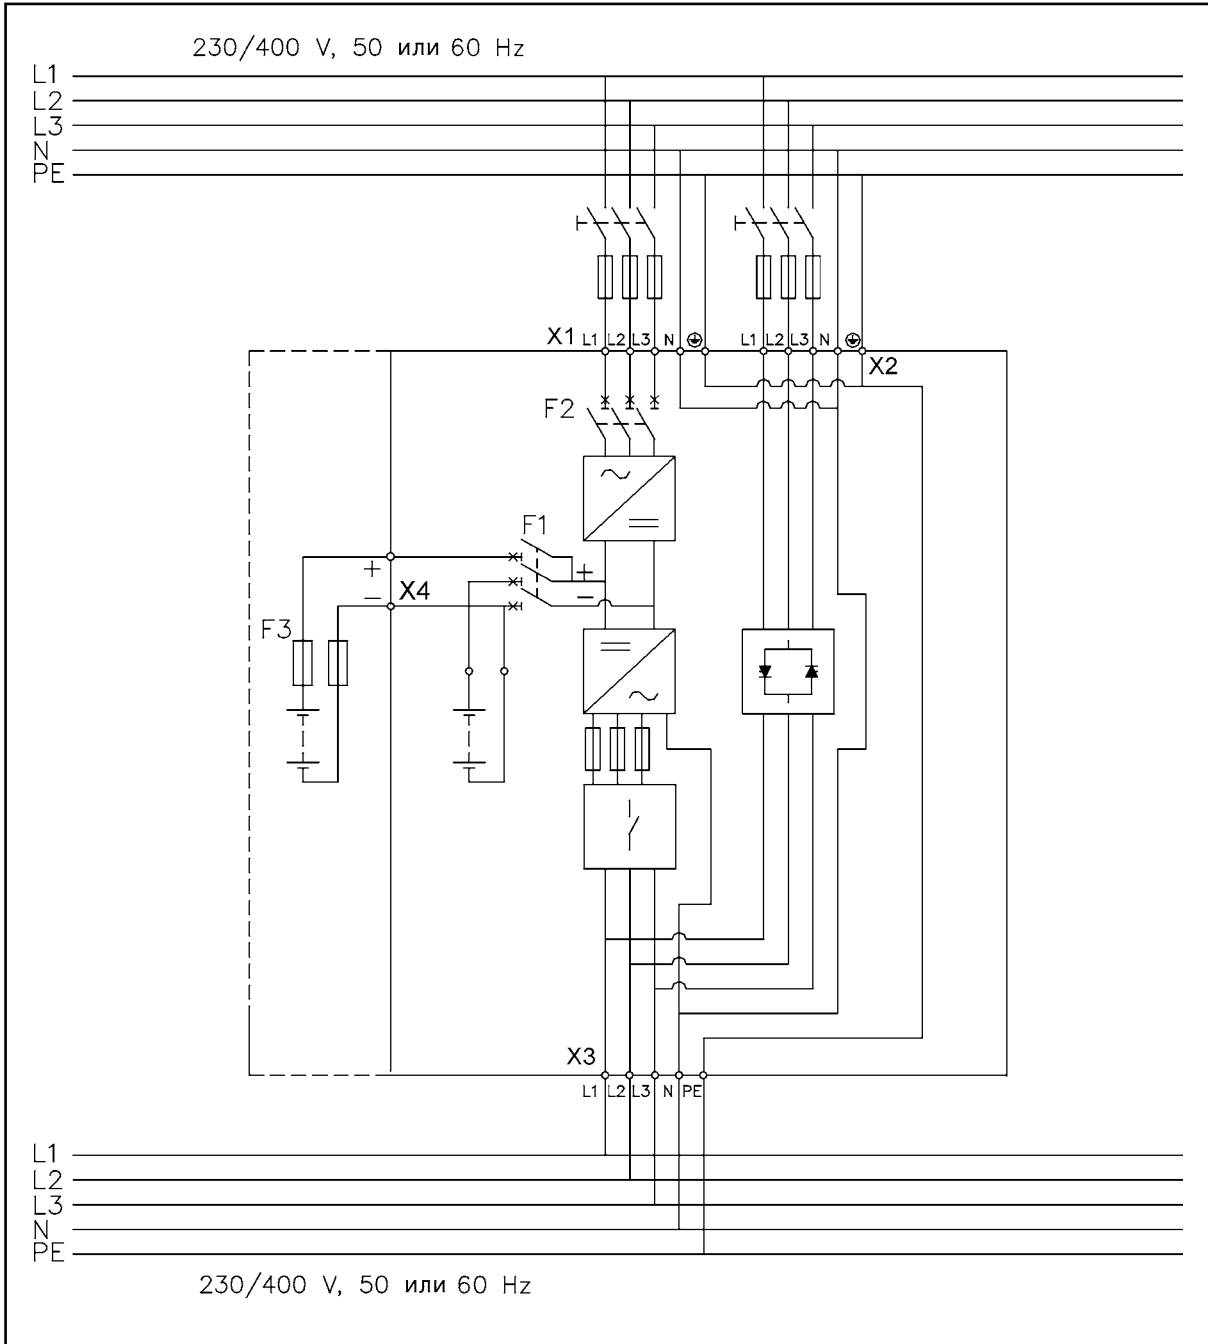 230/400 V, 50 или 60 Hz
L1
L2
L3
N
PE
X1 L1 L2 L3 N
L1 L2 L3 N
X2
F2
F1
+
-
+
-
X4
F3
X3
L1 L2 L3 N PE
L1
L2
L3
N
PE
230/400 V, 50 или 60 Hz